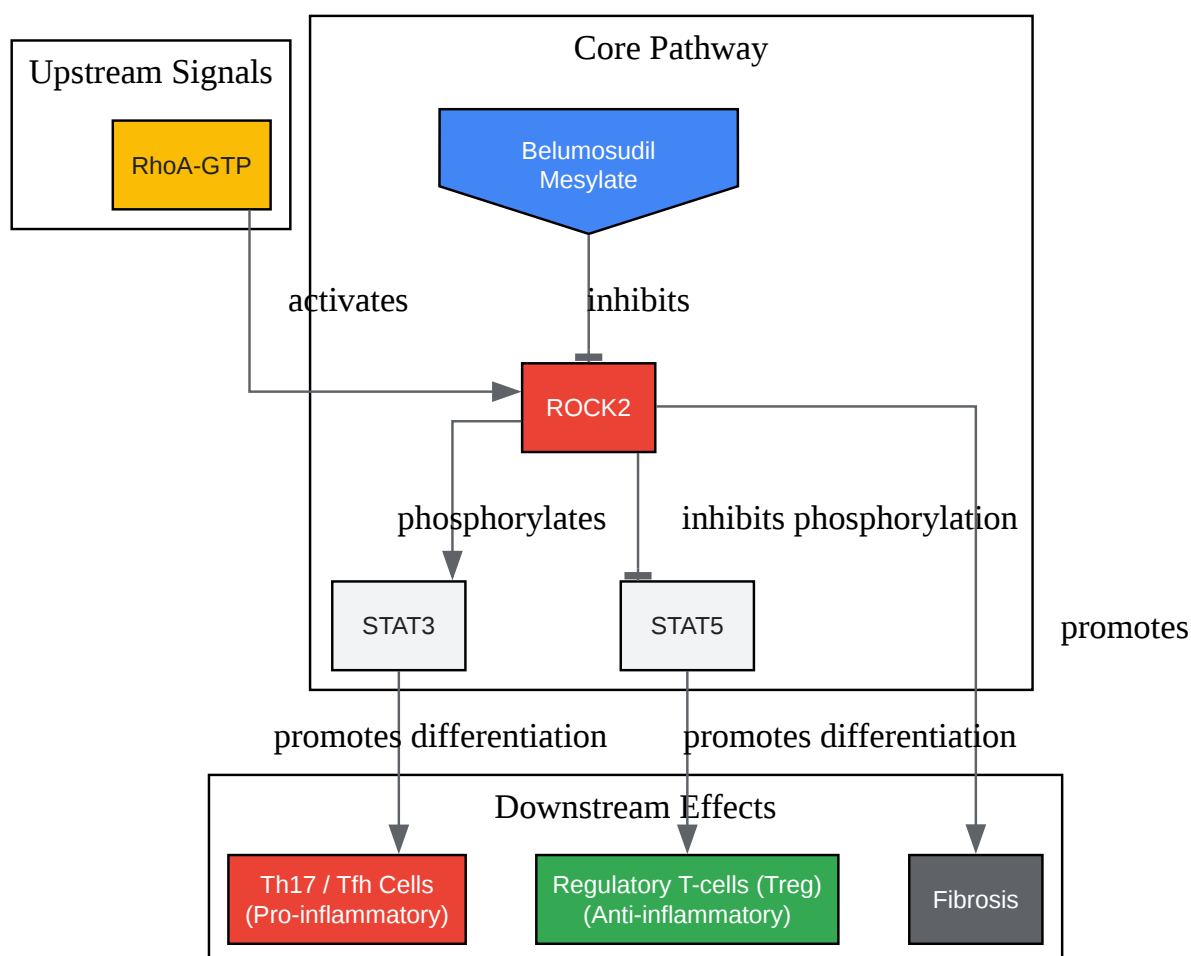 Core Pathway
Upstream Signals
RhoA-GTP
Belumosudil
Mesylate
activates
inhibits
ROCK2
phosphorylates
inhibits phosphorylation
STAT3
STAT5
promotes
promotes differentiation
promotes differentiation
Downstream Effects
Th17 / Tfh Cells
(Pro-inflammatory)
Regulatory T-cells (Treg)
(Anti-inflammatory)
Fibrosis